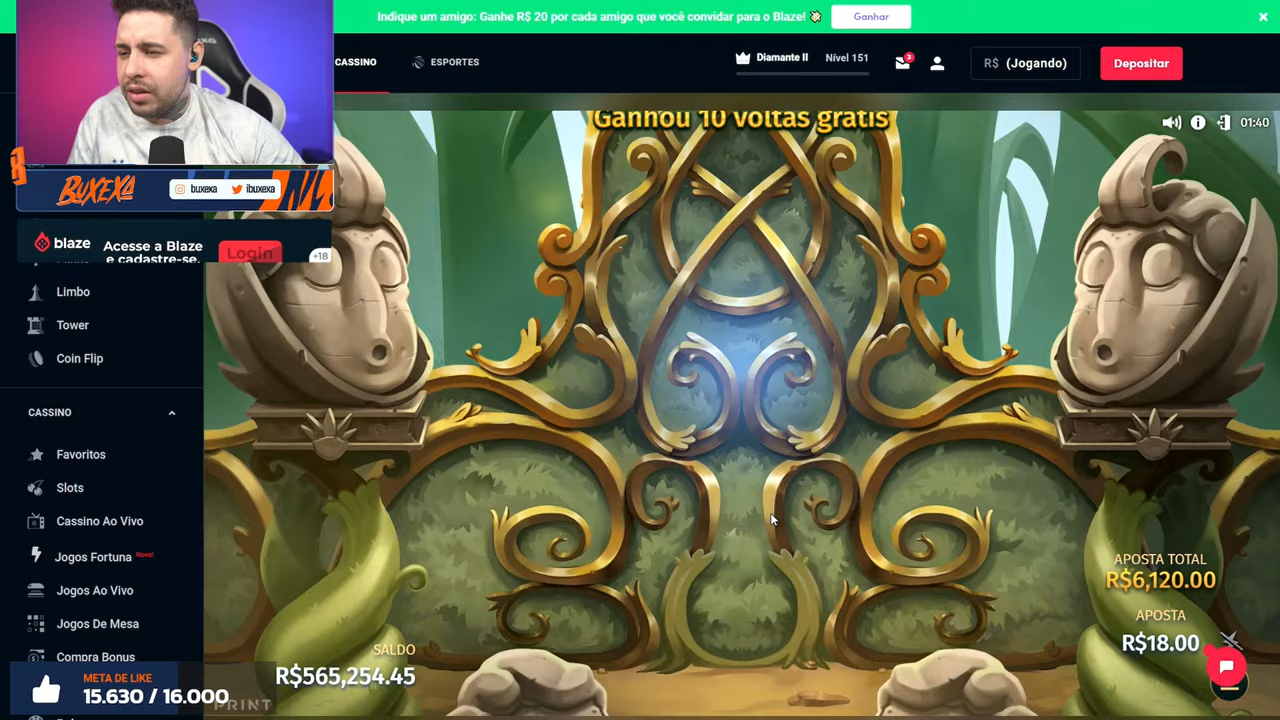 Indique um amigo: Ganhe R$ 20 por cada amigo que você convidar para o Blaze!
Ganhar
CASSINO
ESPORTES
Diamante II
Nível 151
3
R$ (Jogando)
Depositar
Ganhou 10 voltas grátis
01:40
BUXEXA
buxexa
ibuxexa
blaze
Acesse a Blaze
e cadastre-se.
Login
+18
Limbo
Tower
Coin Flip
CASSINO
Favoritos
Slots
Cassino Ao Vivo
Jogos Fortuna Novo!
Jogos Ao Vivo
Jogos De Mesa
Compra Bonus
META DE LIKE
15.630 / 16.000
PRINT
SALDO
R$565,254.45
APOSTA TOTAL
R$6,120.00
APOSTA
R$18.00